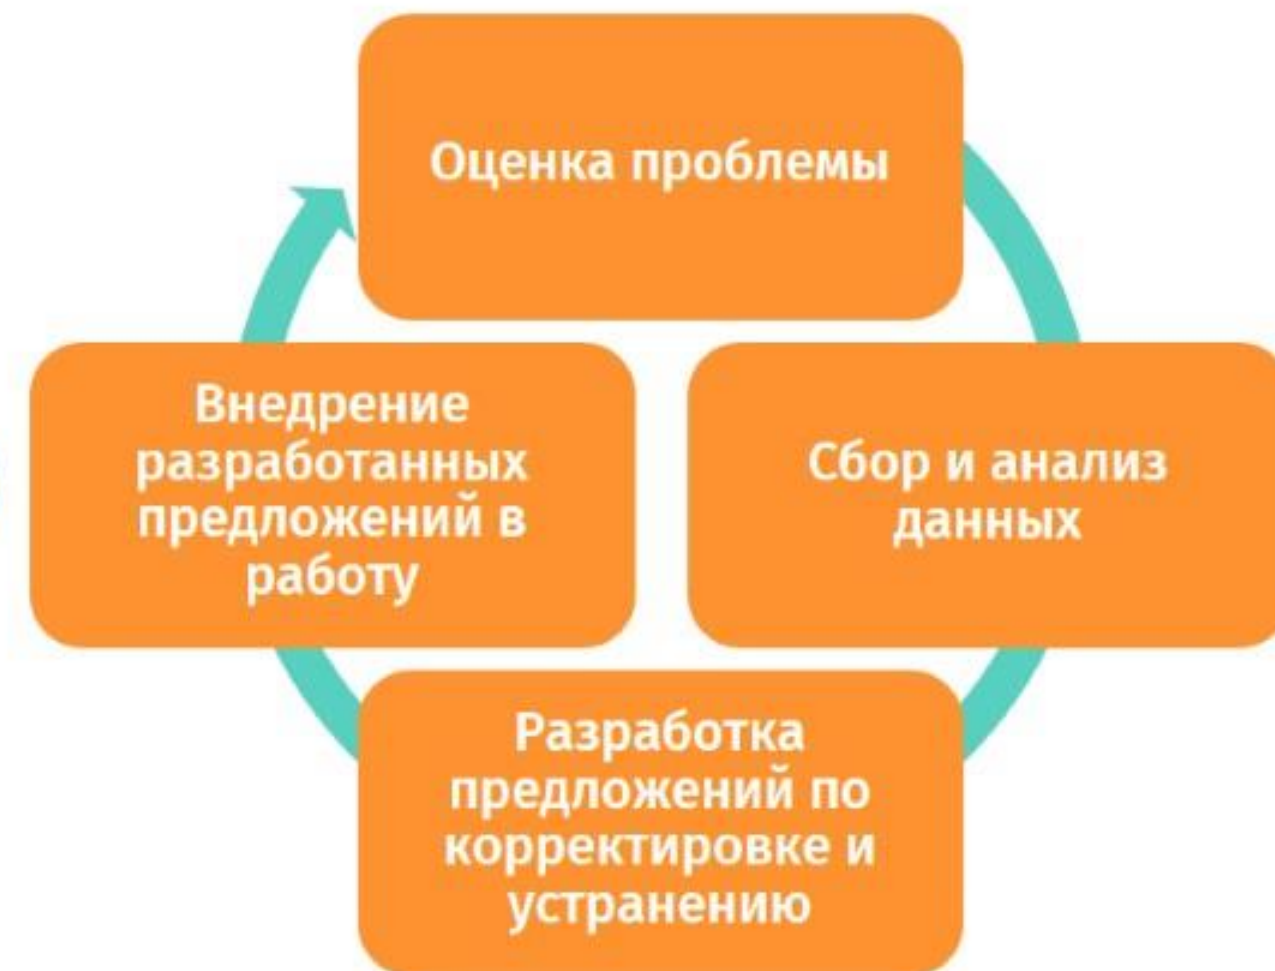 Оценка проблемы
Сбор и анализ
данных
Разработка
предложений по
корректировке и
устранению
Внедрение
разработанных
предложений в
работу